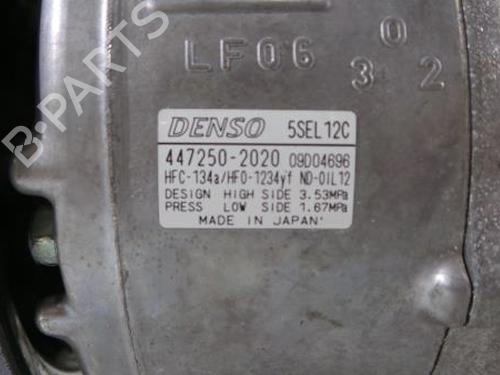 LF06
0
3 2
DENSO 5SEL12C
447250-2020 09D04696
HFC-134a/HFO-1234yf ND-OIL12
DESIGN HIGH SIDE 3.53MPa
PRESS LOW SIDE 1.67MPa
MADE IN JAPAN
B-PARTS